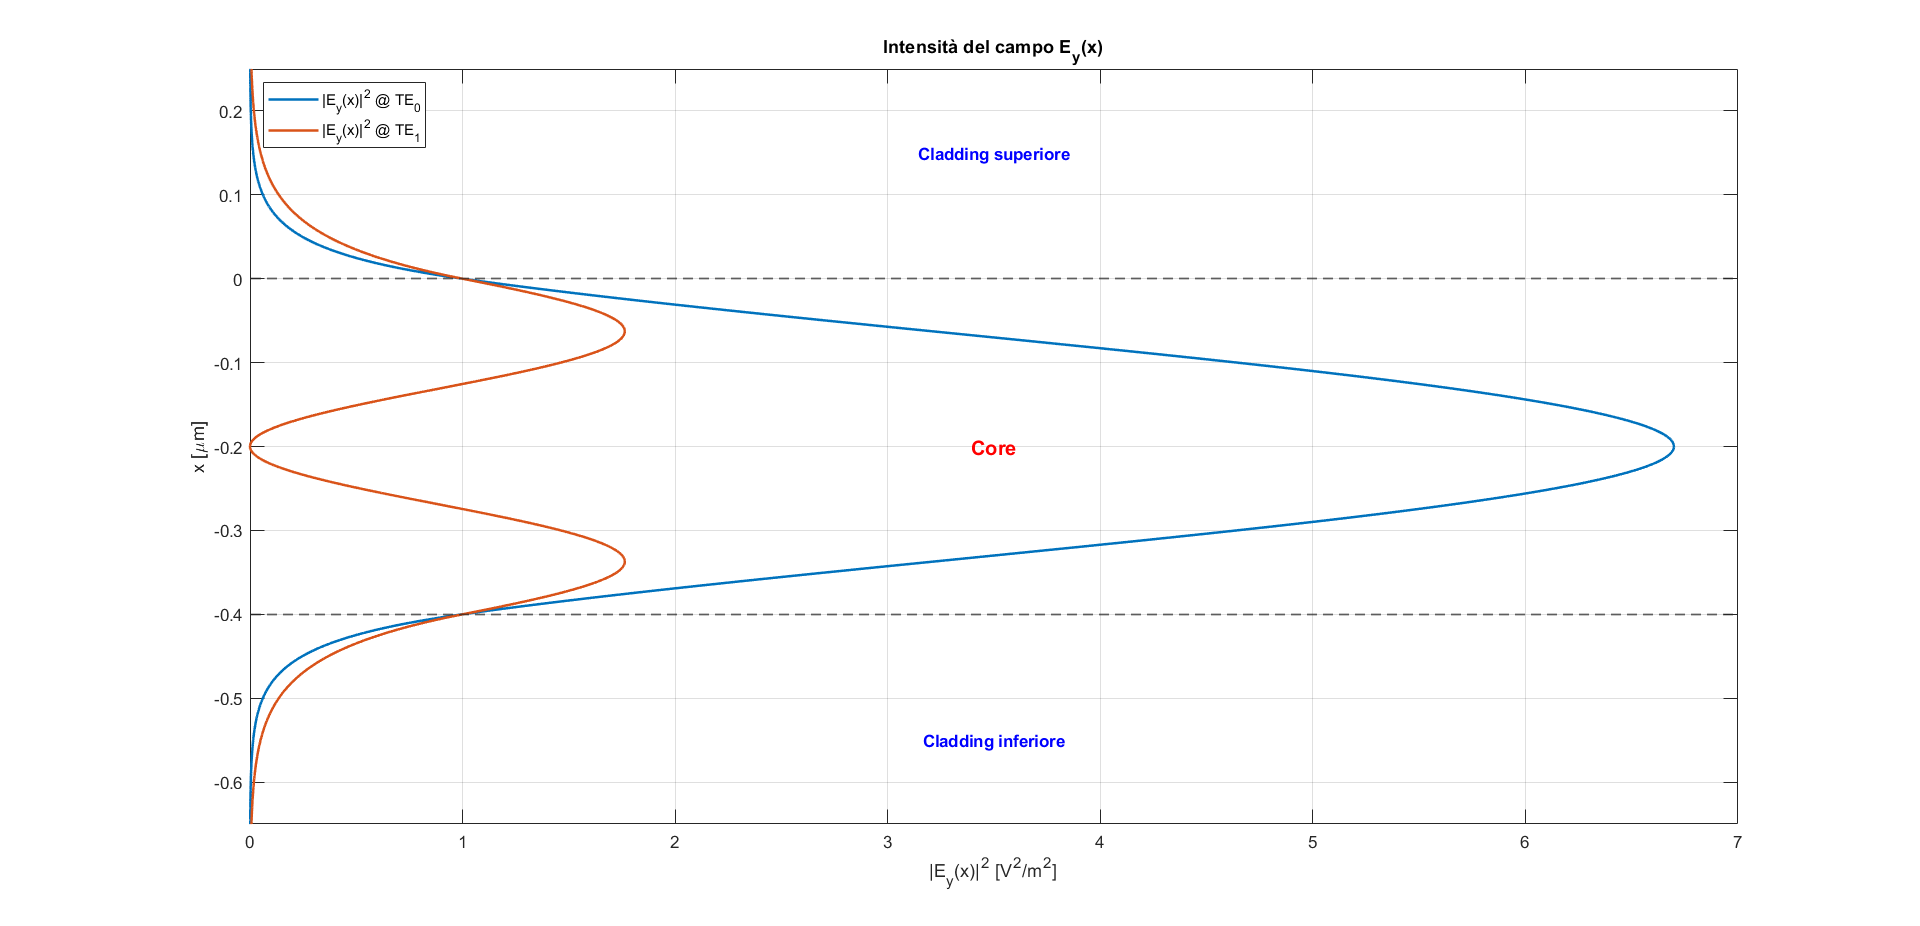 Intensità del campo E_y(x)
|E_y(x)|^2 @ TE_0
|E_y(x)|^2 @ TE_1
Cladding superiore
Core
Cladding inferiore
x [μm]
0.2
0.1
0
-0.1
-0.2
-0.3
-0.4
-0.5
-0.6
0 1 2 3 4 5 6 7
|E_y(x)|^2 [V^2/m^2]